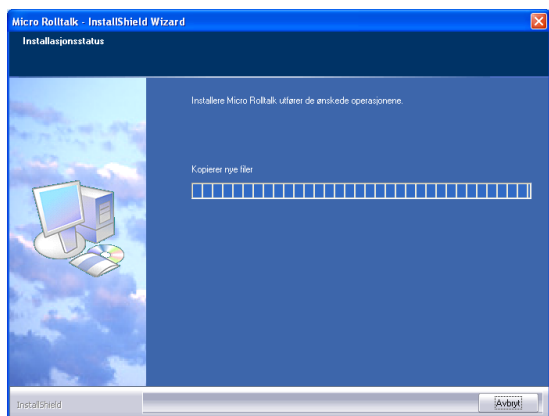 Micro Rolltalk - InstallShield Wizard
Installasjonsstatus
Installere Micro Rolltalk utfører de ønskede operasjonene.
Kopierer nye filer
InstallShield
Avbryt